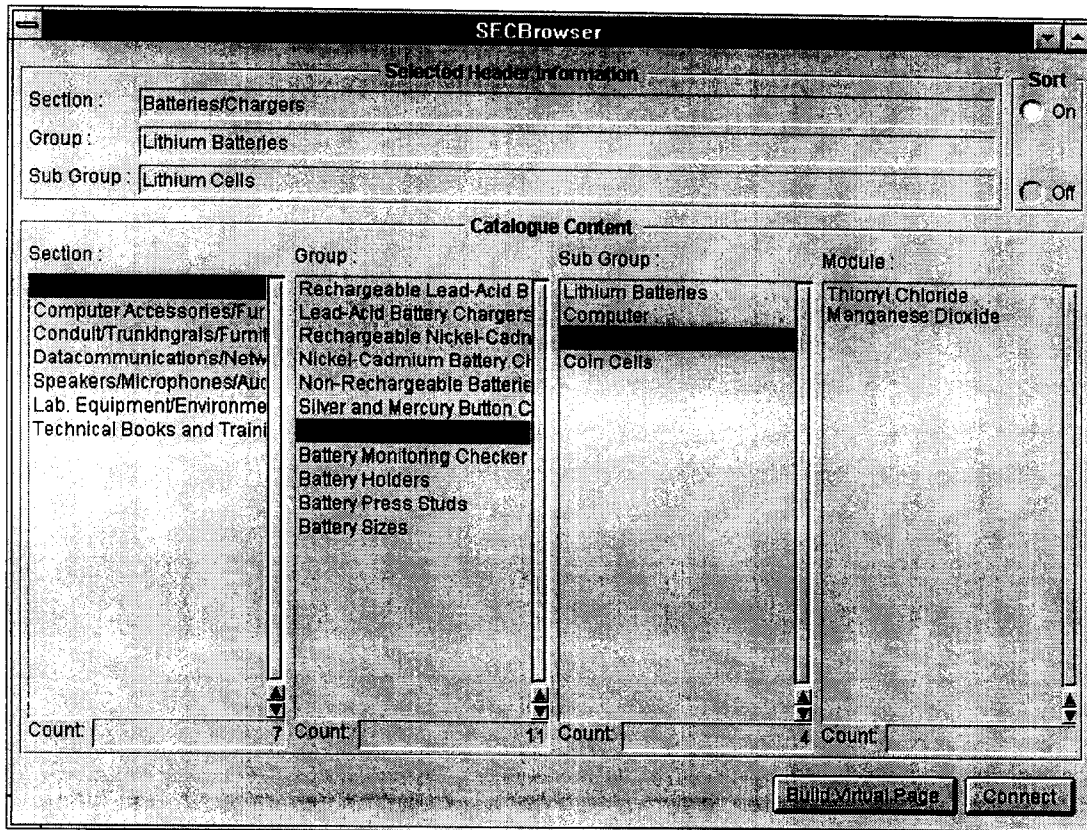 SECBrowser
Selected Header Information
Sort
Section : Batteries/Chargers
On
Group : Lithium Batteries
Sub Group : Lithium Cells
Off
Catalogue Content
Section :
Computer Accessories/Fur
Conduit/Trunkingrals/Furnit
Datacommunications/Netw
Speakers/Microphones/Auc
Lab. Equipment/Environme
Technical Books and Traini
Count: 7
Group :
Rechargeable Lead-Acid B
Lead-Acid Battery Chargers
Rechargeable Nickel-Cadn
Nickel-Cadmium Battery Ch
Non-Rechargeable Batterie
Silver and Mercury Button C
Battery Monitoring Checker
Battery Holders
Battery Press Studs
Battery Sizes
Count: 11
Sub Group :
Lithium Batteries
Computer
Coin Cells
Count: 4
Module :
Thionyl Chloride
Manganese Dioxide
Count:
Build Virtual Page
Connect